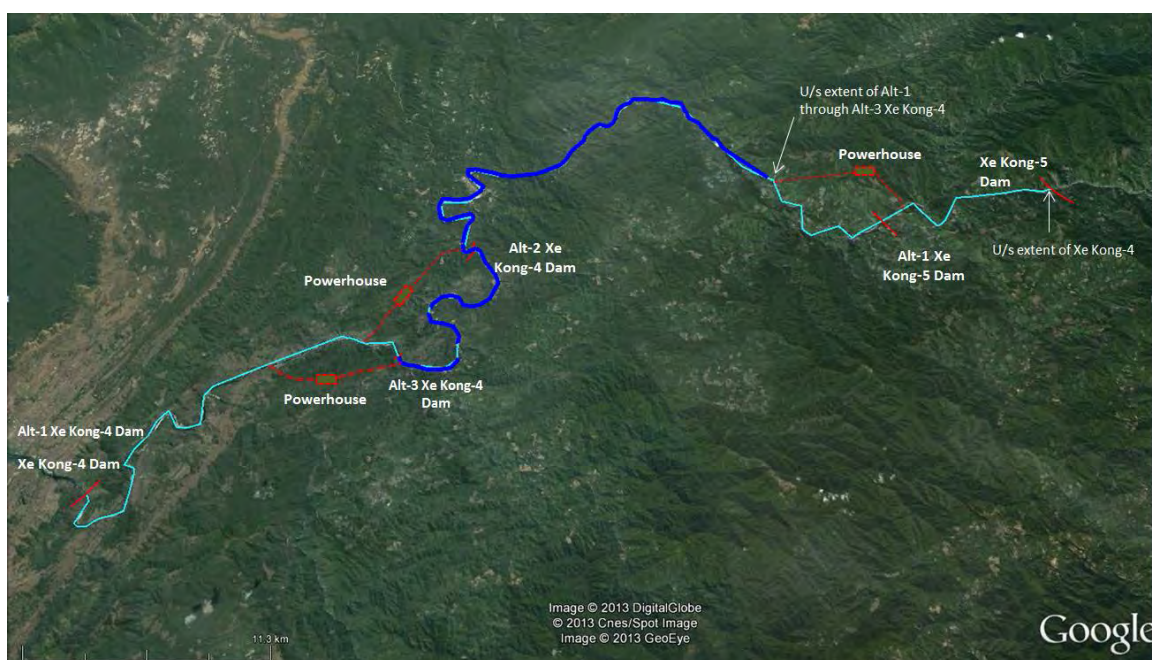 U/s extent of Alt-1
through Alt-3 Xe Kong-4
Powerhouse
Xe Kong-5
Dam
Alt-1 Xe
Kong-5 Dam
U/s extent of Xe Kong-4
Alt-2 Xe
Kong-4 Dam
Powerhouse
Alt-3 Xe Kong-4
Dam
Powerhouse
Alt-1 Xe Kong-4 Dam
Xe Kong-4 Dam
Image © 2013 DigitalGlobe
© 2013 Cnes/Spot Image
Image © 2013 GeoEye
11.3 km
Google